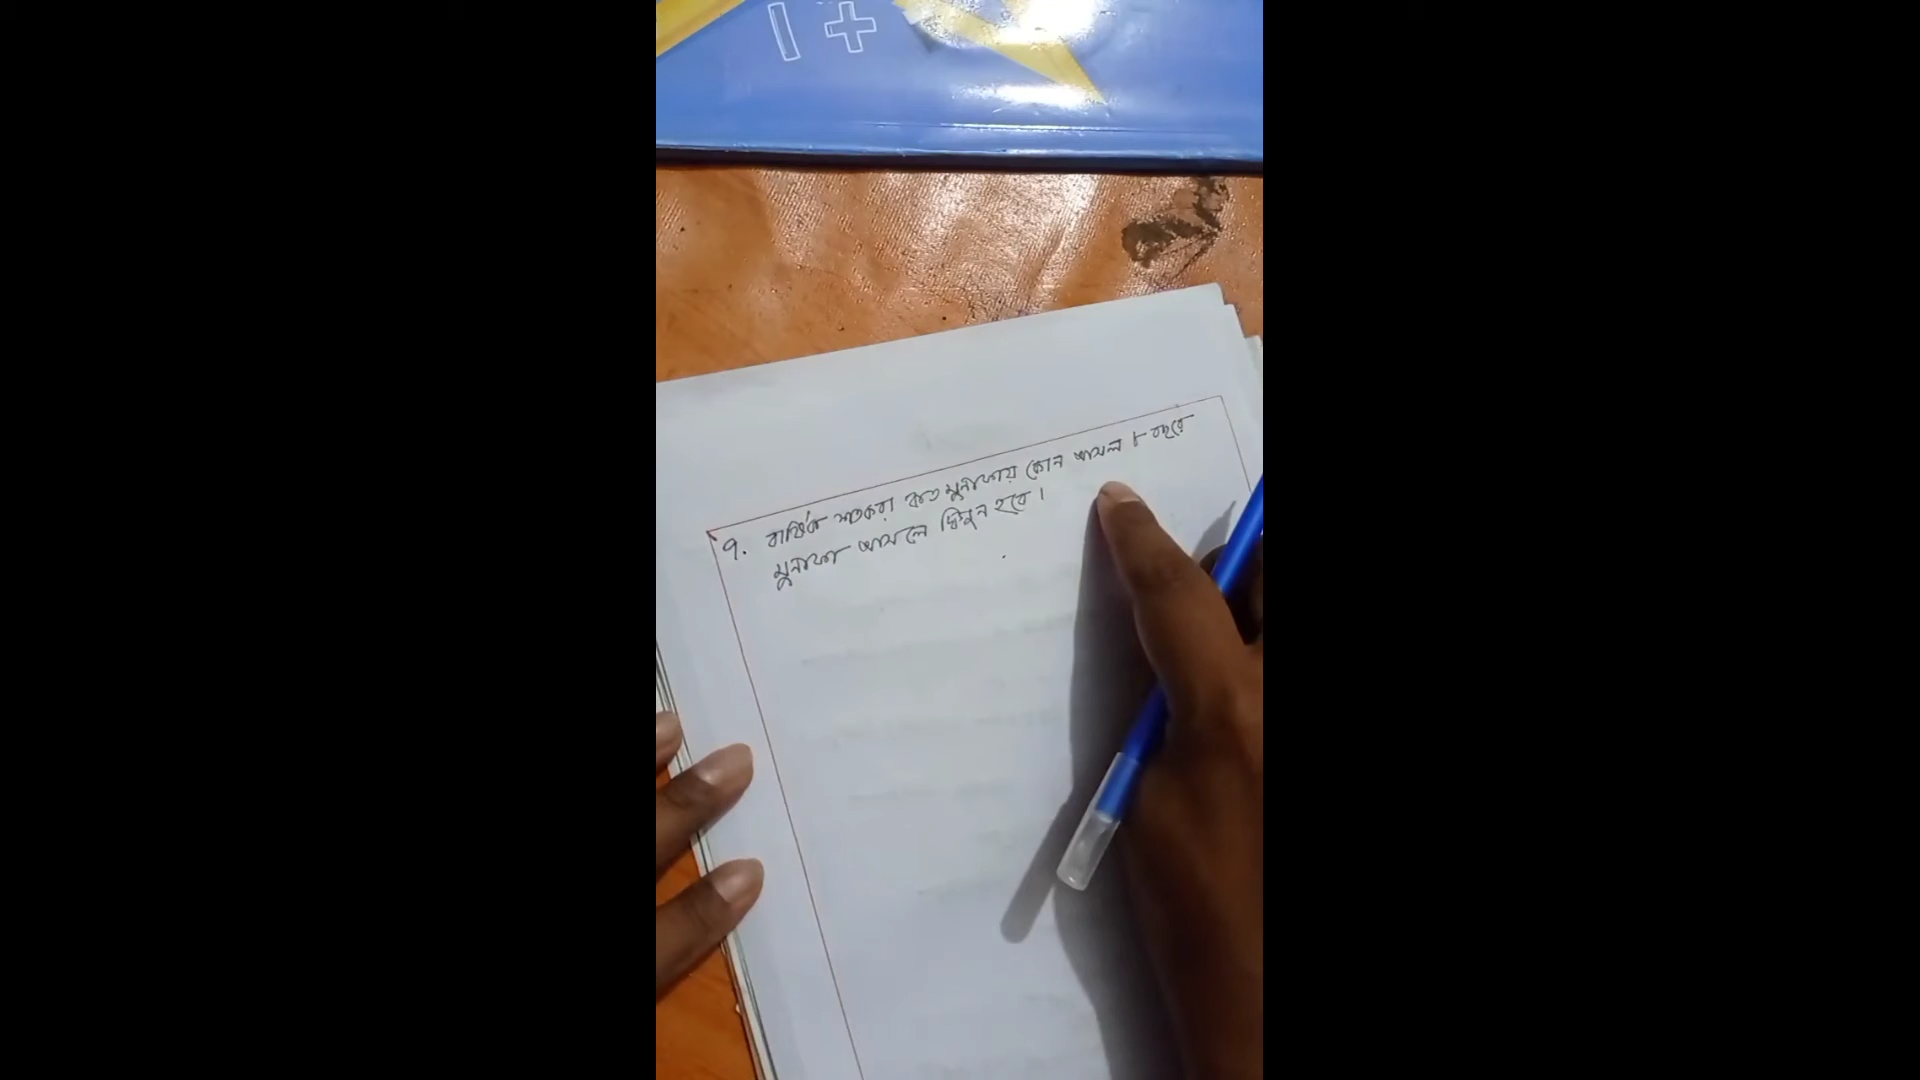 ৭. বার্ষিক শতকরা কত মুনাফায় কোন আসল ৮ বছরে
মুনাফা আসলে দ্বিগুন হবে।